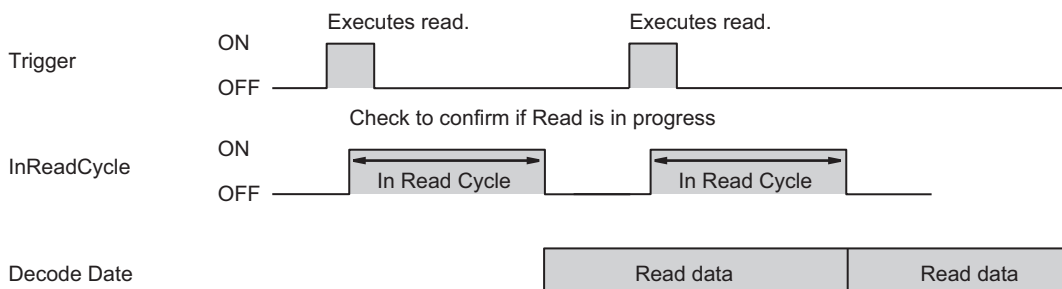 Executes read. Executes read.
ON
Trigger
OFF
Check to confirm if Read is in progress
ON
InReadCycle
In Read Cycle In Read Cycle
OFF
Decode Date Read data Read data